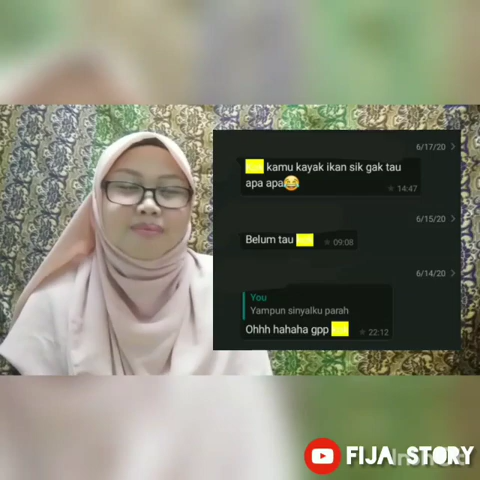 6/17/20
kamu kayak ikan sik gak tau
apa apa😂
14:47
6/15/20
Belum tau
09:08
6/14/20
You
Yampun sinyalku parah
Ohhh hahaha gpp
22:12
FIJA STORY